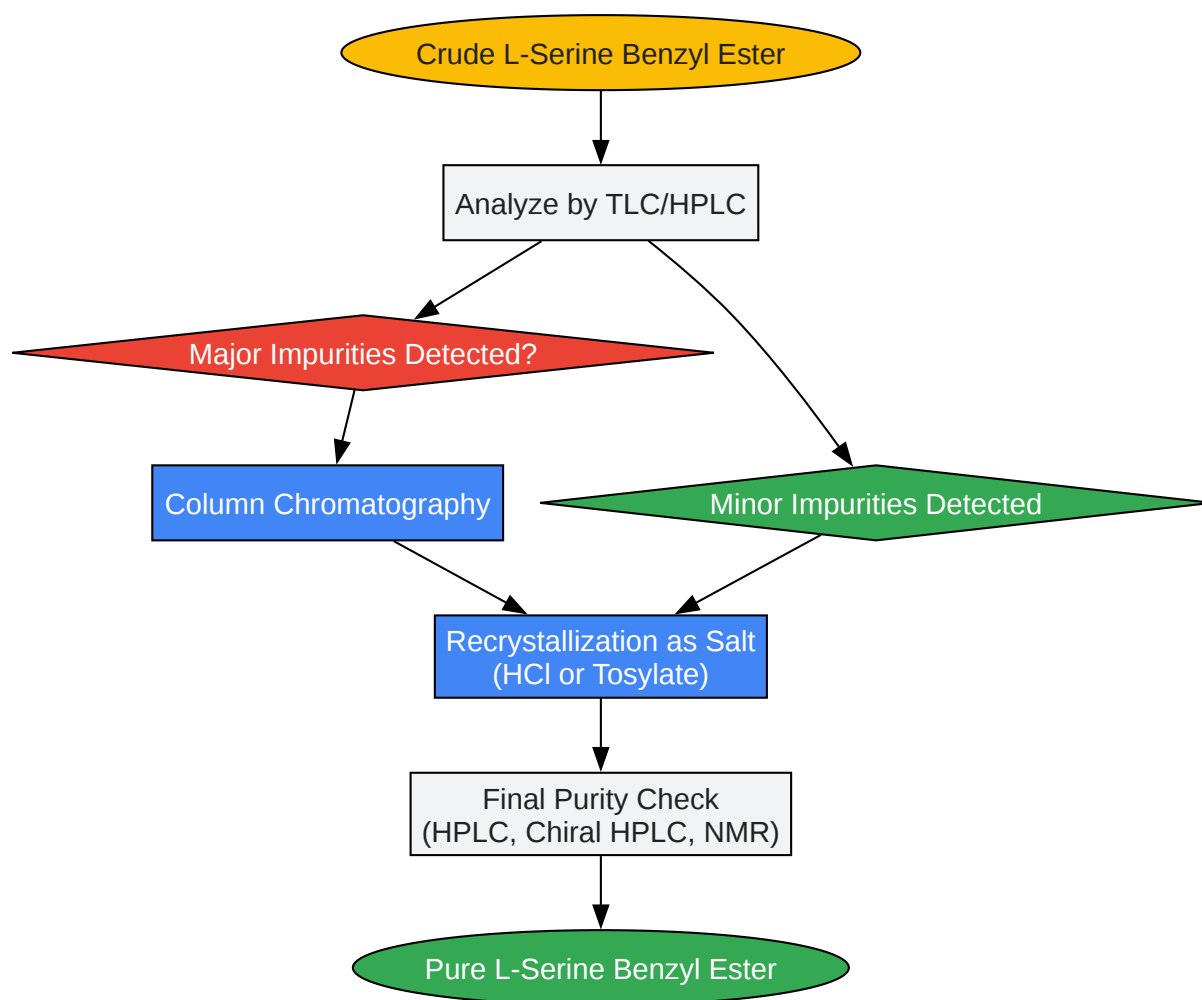 Crude L-Serine Benzyl Ester
Analyze by TLC/HPLC
Major Impurities Detected?
Column Chromatography
Minor Impurities Detected
Recrystallization as Salt
(HCl or Tosylate)
Final Purity Check
(HPLC, Chiral HPLC, NMR)
Pure L-Serine Benzyl Ester